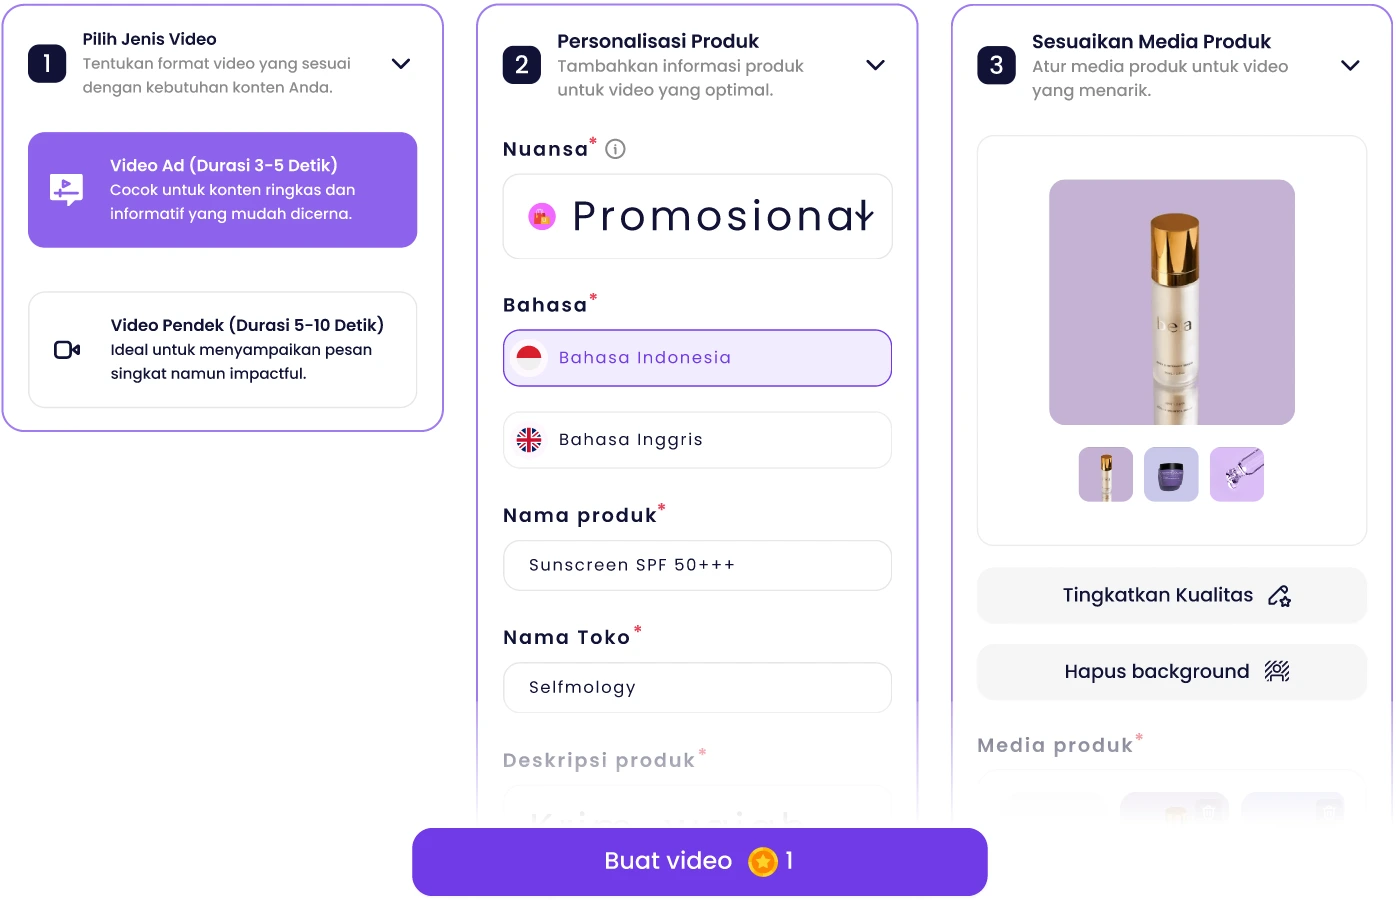 1
Pilih Jenis Video
Tentukan format video yang sesuai
dengan kebutuhan konten Anda.
Video Ad (Durasi 3-5 Detik)
Cocok untuk konten ringkas dan
informatif yang mudah dicerna.
Video Pendek (Durasi 5-10 Detik)
Ideal untuk menyampaikan pesan
singkat namun impactful.
2
Personalisasi Produk
Tambahkan informasi produk
untuk video yang optimal.
Nuansa*
Promosional
Bahasa*
Bahasa Indonesia
Bahasa Inggris
Nama produk*
Sunscreen SPF 50+++
Nama Toko*
Selfmology
Deskripsi produk*
3
Sesuaikan Media Produk
Atur media produk untuk video
yang menarik.
Tingkatkan Kualitas
Hapus background
Media produk*
Buat video 1